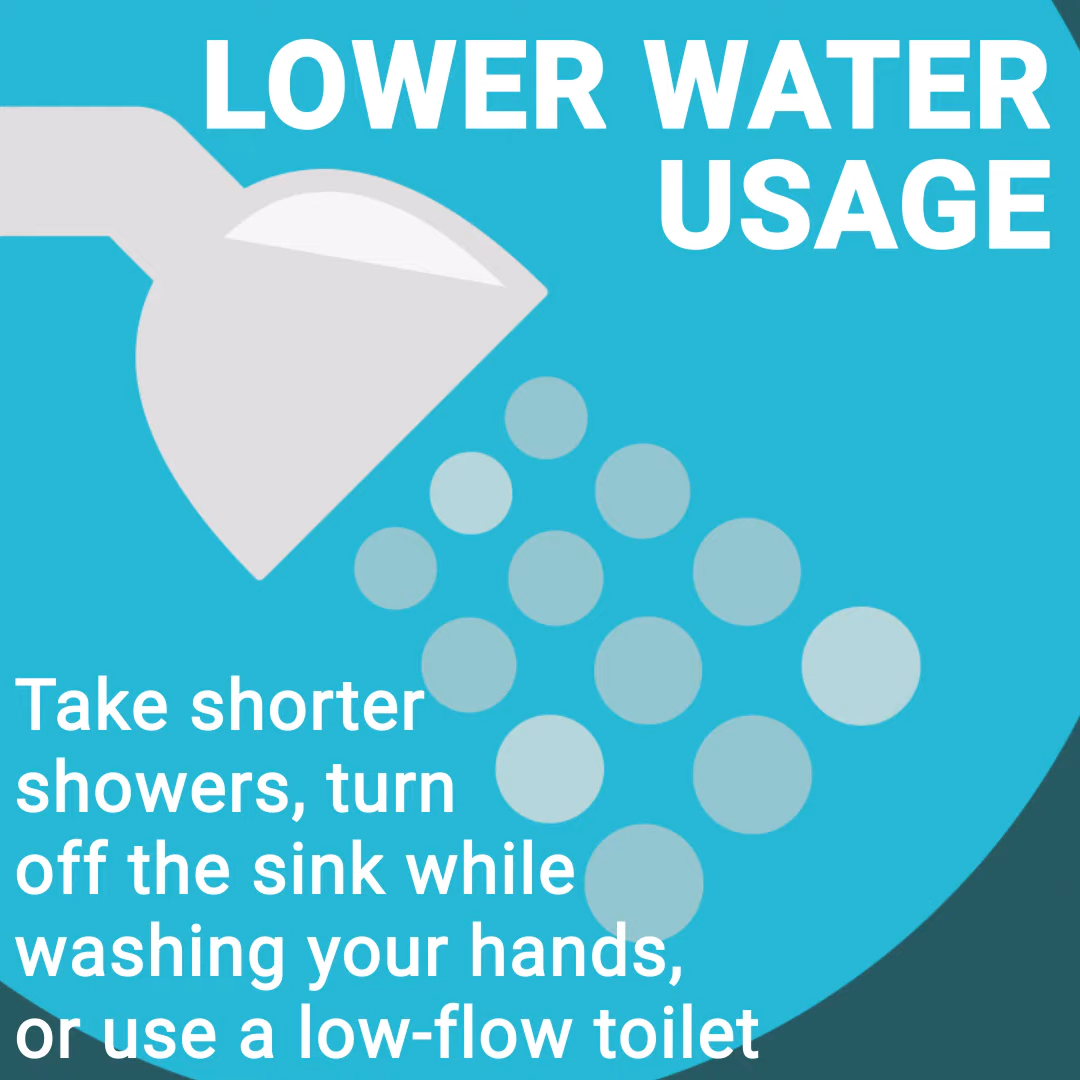 LOWER WATER
USAGE
Take shorter
showers, turn
off the sink while
washing your hands,
or use a low-flow toilet